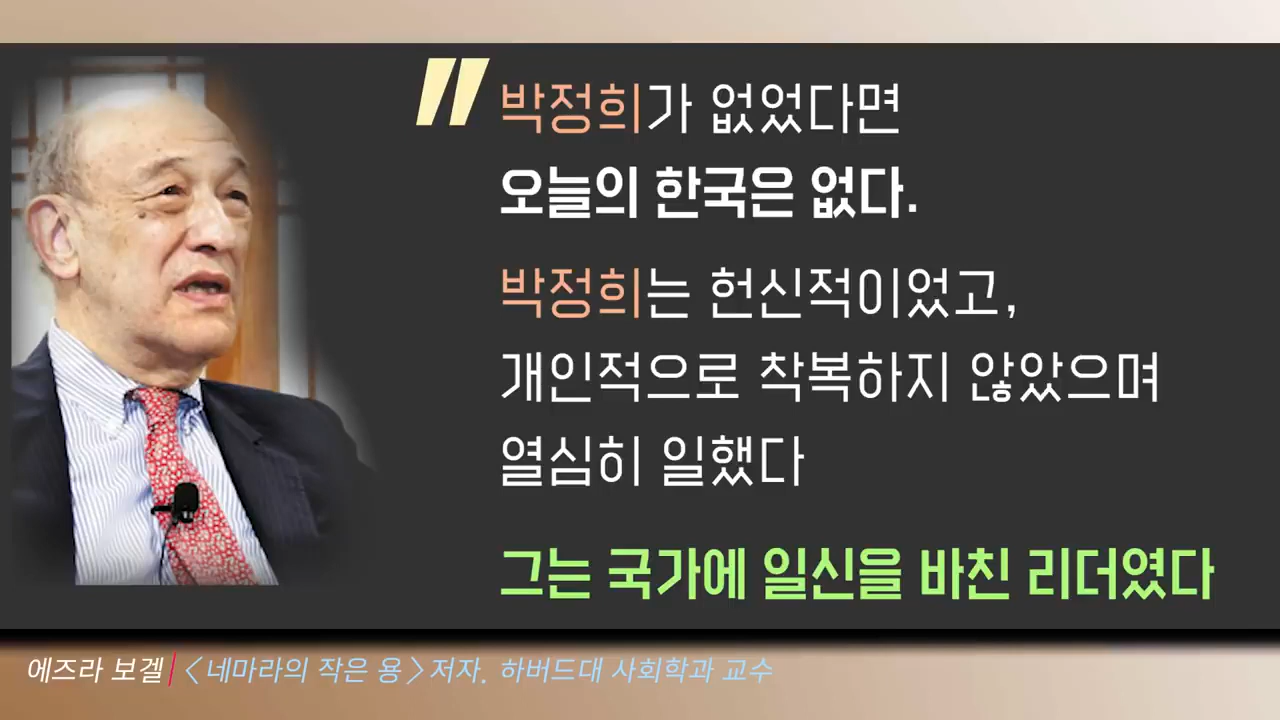 "박정희가 없었다면
오늘의 한국은 없다.
박정희는 헌신적이었고,
개인적으로 착복하지 않았으며
열심히 일했다
그는 국가에 일신을 바친 리더였다
에즈라 보겔 | <네마라의 작은 용> 저자, 하버드대 사회학과 교수